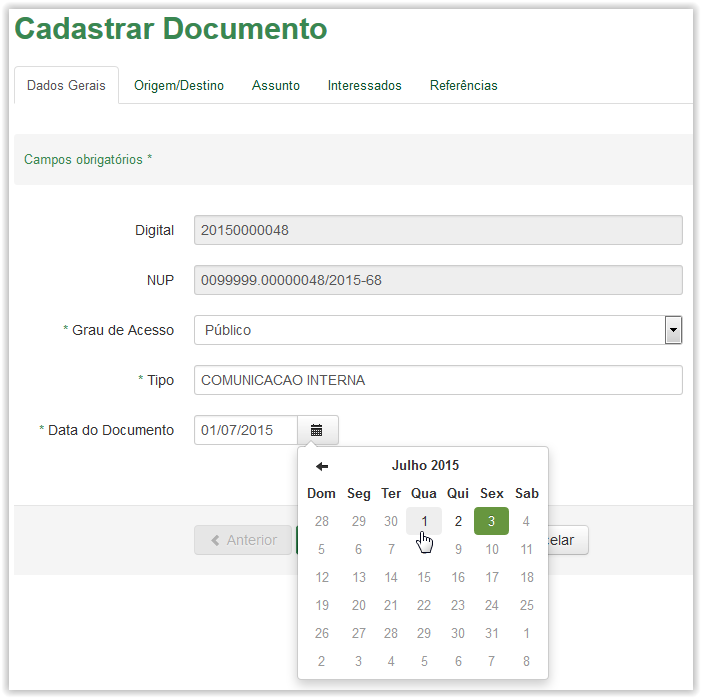 Cadastrar Documento
Dados Gerais Origem/Destino Assunto Interessados Referências
Campos obrigatórios *
Digital 20150000048
NUP 0099999.00000048/2015-68
* Grau de Acesso Público
* Tipo COMUNICACAO INTERNA
* Data do Documento 01/07/2015
Julho 2015
Dom Seg Ter Qua Qui Sex Sab
28 29 30 1 2 3 4
5 6 7 9 10 11
12 13 14 15 16 17 18
19 20 21 22 23 24 25
26 27 28 29 30 31 1
2 3 4 5 6 7 8
Anterior elar